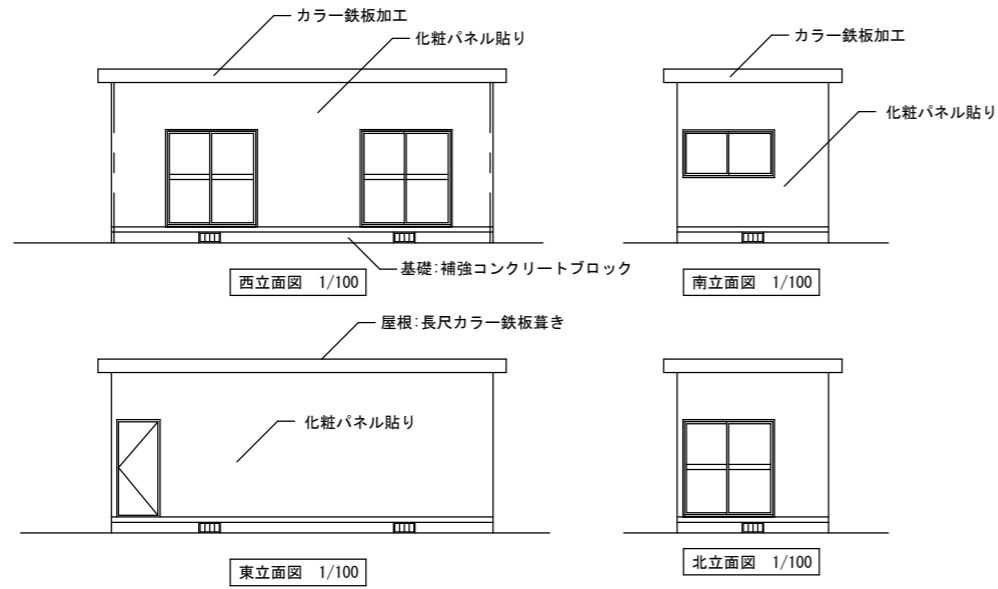 カラー鉄板加工
化粧パネル貼り
カラー鉄板加工
化粧パネル貼り
基礎:補強コンクリートブロック
西立面図 1/100
南立面図 1/100
屋根:長尺カラー鉄板葺き
化粧パネル貼り
東立面図 1/100
北立面図 1/100